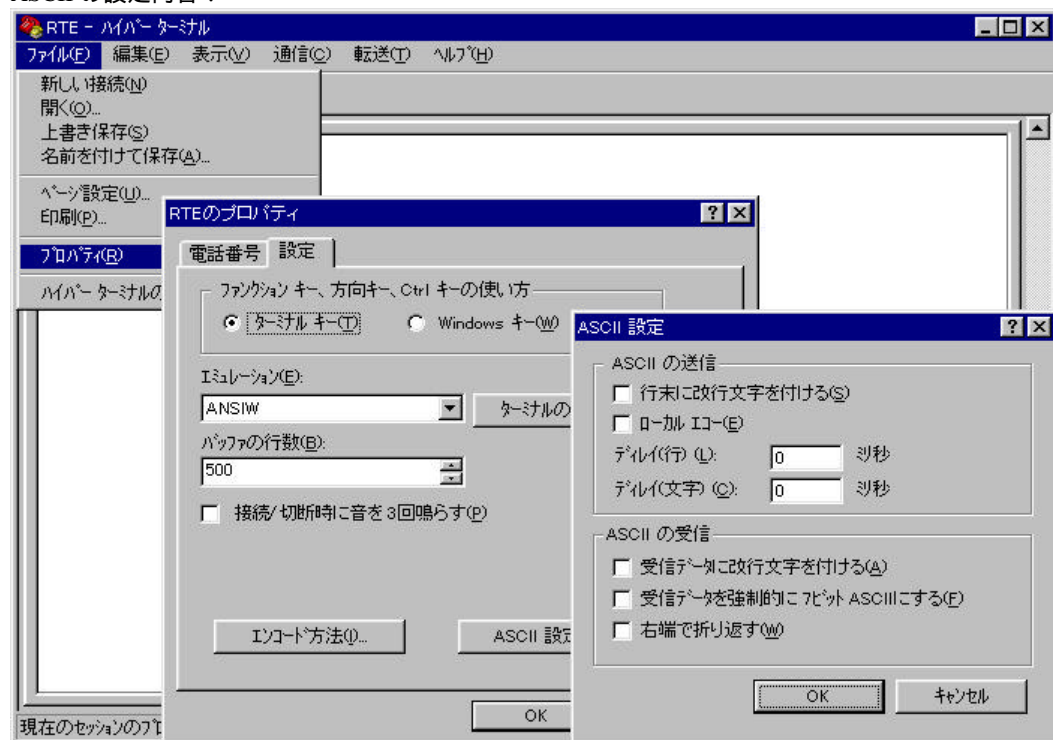 RTE - ﾊｲﾊﾟｰ ﾀｰﾐﾅﾙ
ﾌｧｲﾙ(F) 編集(E) 表示(V) 通信(C) 転送(T) ﾍﾙﾌﾟ(H)
新しい接続(N)
開く(O)...
上書き保存(S)
名前を付けて保存(A)...
ﾍﾟｰｼﾞ設定(U)...
印刷(P)...
ﾌﾟﾛﾊﾟﾃｨ(R)
ﾊｲﾊﾟｰ ﾀｰﾐﾅﾙの
RTEのプロパティ
電話番号 設定
ﾌｧﾝｸｼｮﾝ ｷｰ、方向ｷｰ、Ctrl ｷｰの使い方
ﾀｰﾐﾅﾙ ｷｰ(T) Windows ｷｰ(W)
ｴﾐｭﾚｰｼｮﾝ(E):
ANSIW ﾀｰﾐﾅﾙの
ﾊﾞｯﾌｧの行数(B):
500
接続/切断時に音を 3回鳴らす(P)
ｴﾝｺｰﾄﾞ方法(I)... ASCII 設定
OK
ASCII 設定
ASCII の送信
行末に改行文字を付ける(S)
ﾛｰｶﾙ ｴｺｰ(E)
ﾃﾞｨﾚｲ(行) (L): 0 ﾐﾘ秒
ﾃﾞｨﾚｲ(文字) (C): 0 ﾐﾘ秒
ASCII の受信
受信ﾃﾞｰﾀに改行文字を付ける(A)
受信ﾃﾞｰﾀを強制的に 7ﾋﾞｯﾄ ASCIIにする(F)
右端で折り返す(W)
OK ｷｬﾝｾﾙ
現在のｾｯｼｮﾝのﾌﾟﾛ